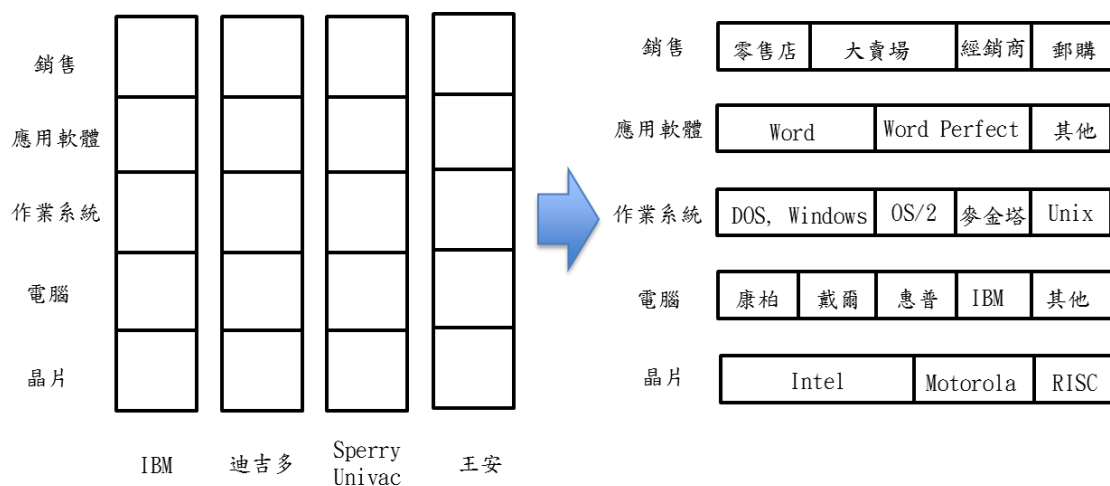 銷售
應用軟體
作業系統
電腦
晶片
IBM
迪吉多
Sperry
Univac
王安
銷售 零售店 大賣場 經銷商 郵購
應用軟體 Word Word Perfect 其他
作業系統 DOS, Windows OS/2 麥金塔 Unix
電腦 康柏 戴爾 惠普 IBM 其他
晶片 Intel Motorola RISC